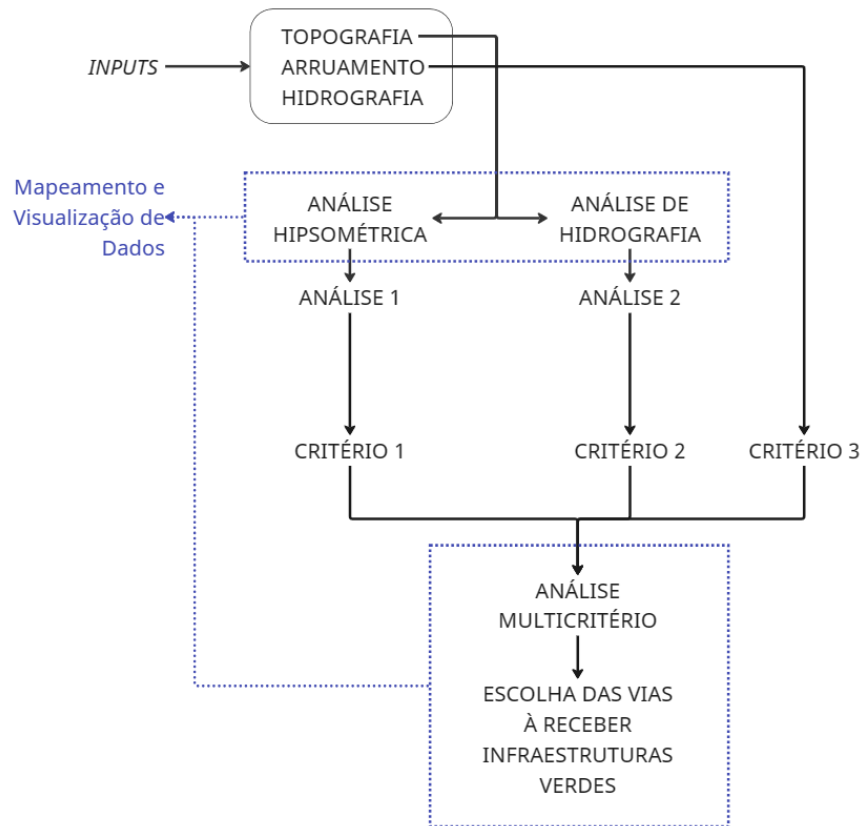 TOPOGRAFIA
INPUTS
ARRUAMENTO
HIDROGRAFIA
Mapeamento e
Visualização de
Dados
ANÁLISE
HIPSOMÉTRICA
ANÁLISE DE
HIDROGRAFIA
ANÁLISE 1
ANÁLISE 2
CRITÉRIO 1
CRITÉRIO 2
CRITÉRIO 3
ANÁLISE
MULTICRITÉRIO
ESCOLHA DAS VIAS
À RECEBER
INFRAESTRUTURAS
VERDES